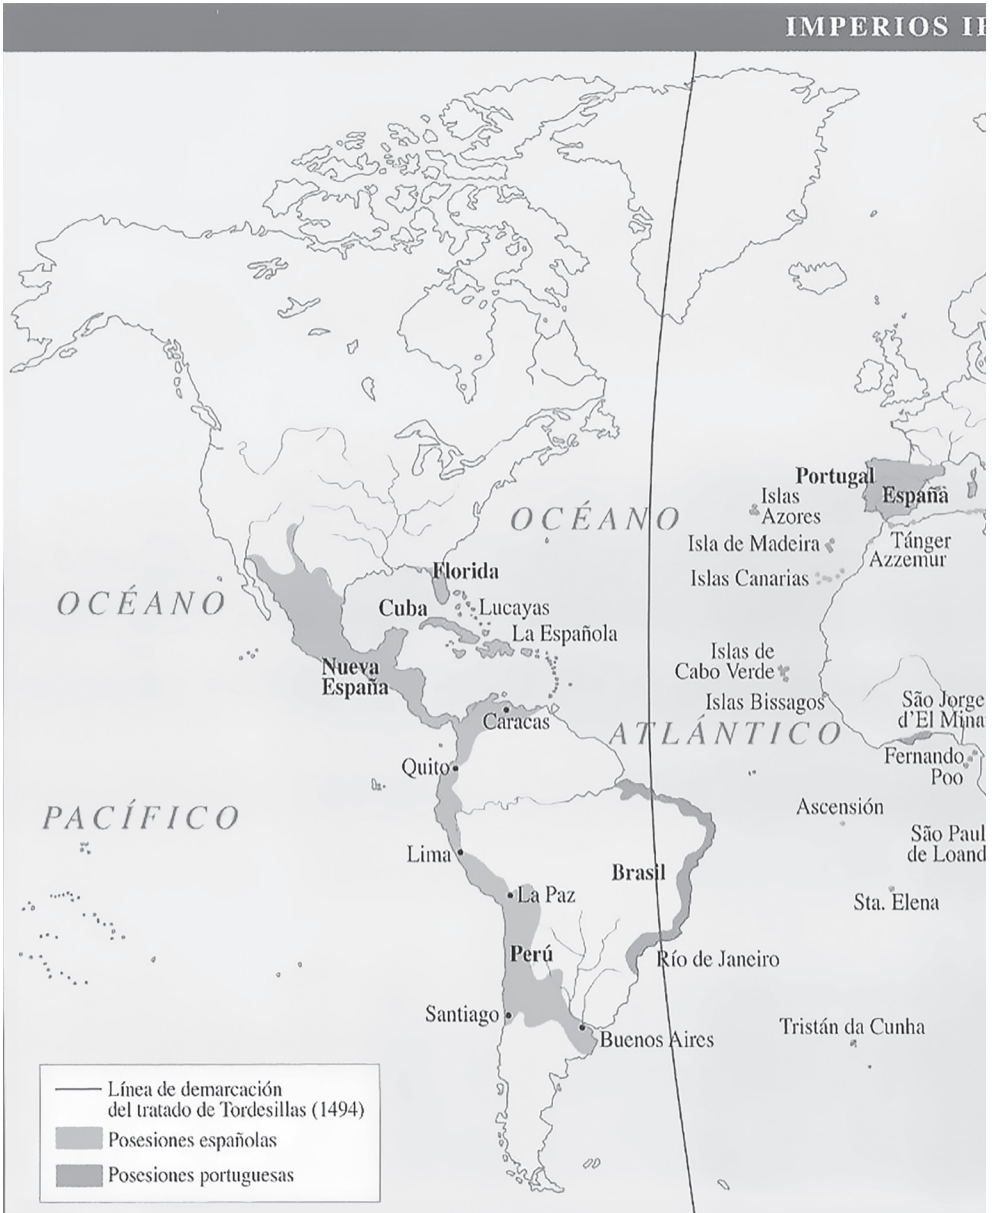 IMPERIOS
OCÉANO
Portugal
España
Islas
Azores
Isla de Madeira
Tánger
Azzemur
Islas Canarias
Florida
OCÉANO
Cuba
Lucayas
La Española
Islas de
Cabo Verde
Nueva
España
Islas Bissagos
São Jorge
d'El Mina
Caracas
ATLÁNTICO
Fernando
Poo
Quito
Ascensión
PACÍFICO
São Paul
de Loand
Lima
Brasil
La Paz
Sta. Elena
Perú
Río de Janeiro
Santiago
Tristán da Cunha
Buenos Aires
Línea de demarcación
del tratado de Tordesillas (1494)
Posesiones españolas
Posesiones portuguesas